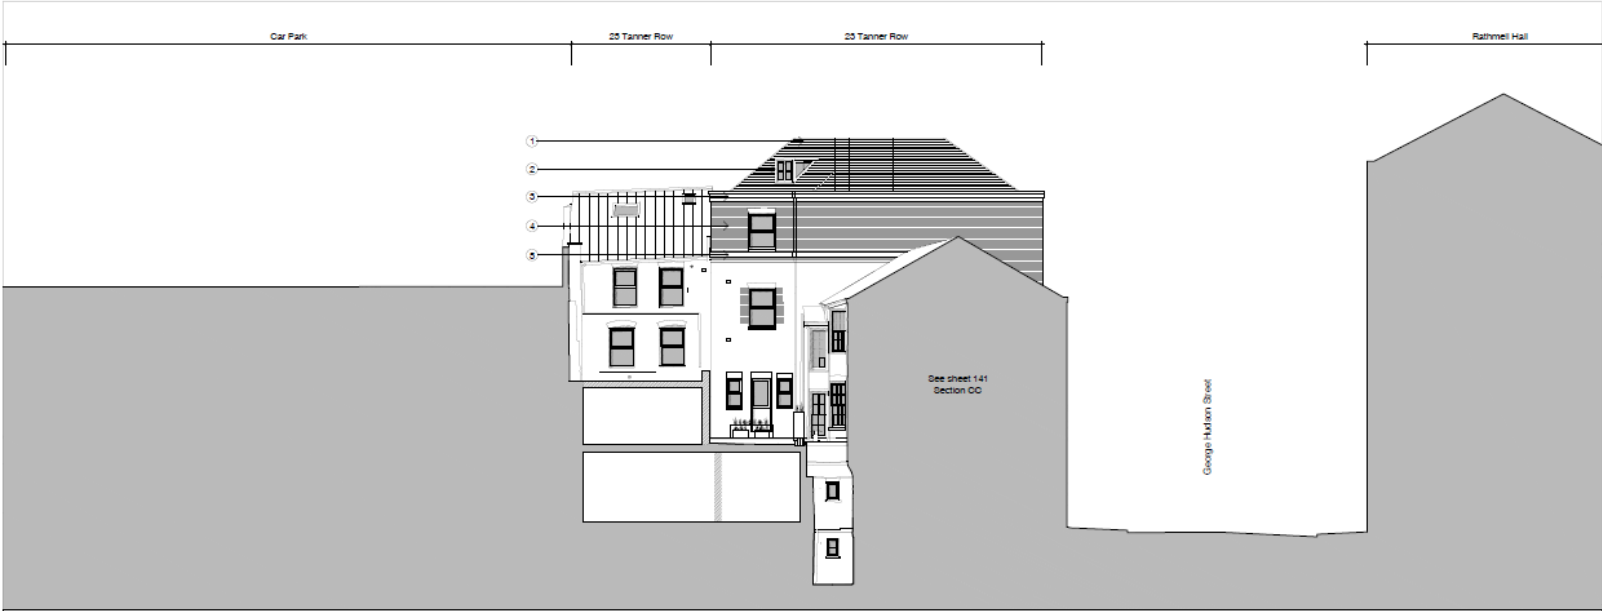 Car Park
25 Tanner Row
23 Tanner Row
Rathmell Hall
1
2
3
4
5
See sheet 141
Section CC
George Hudson Street